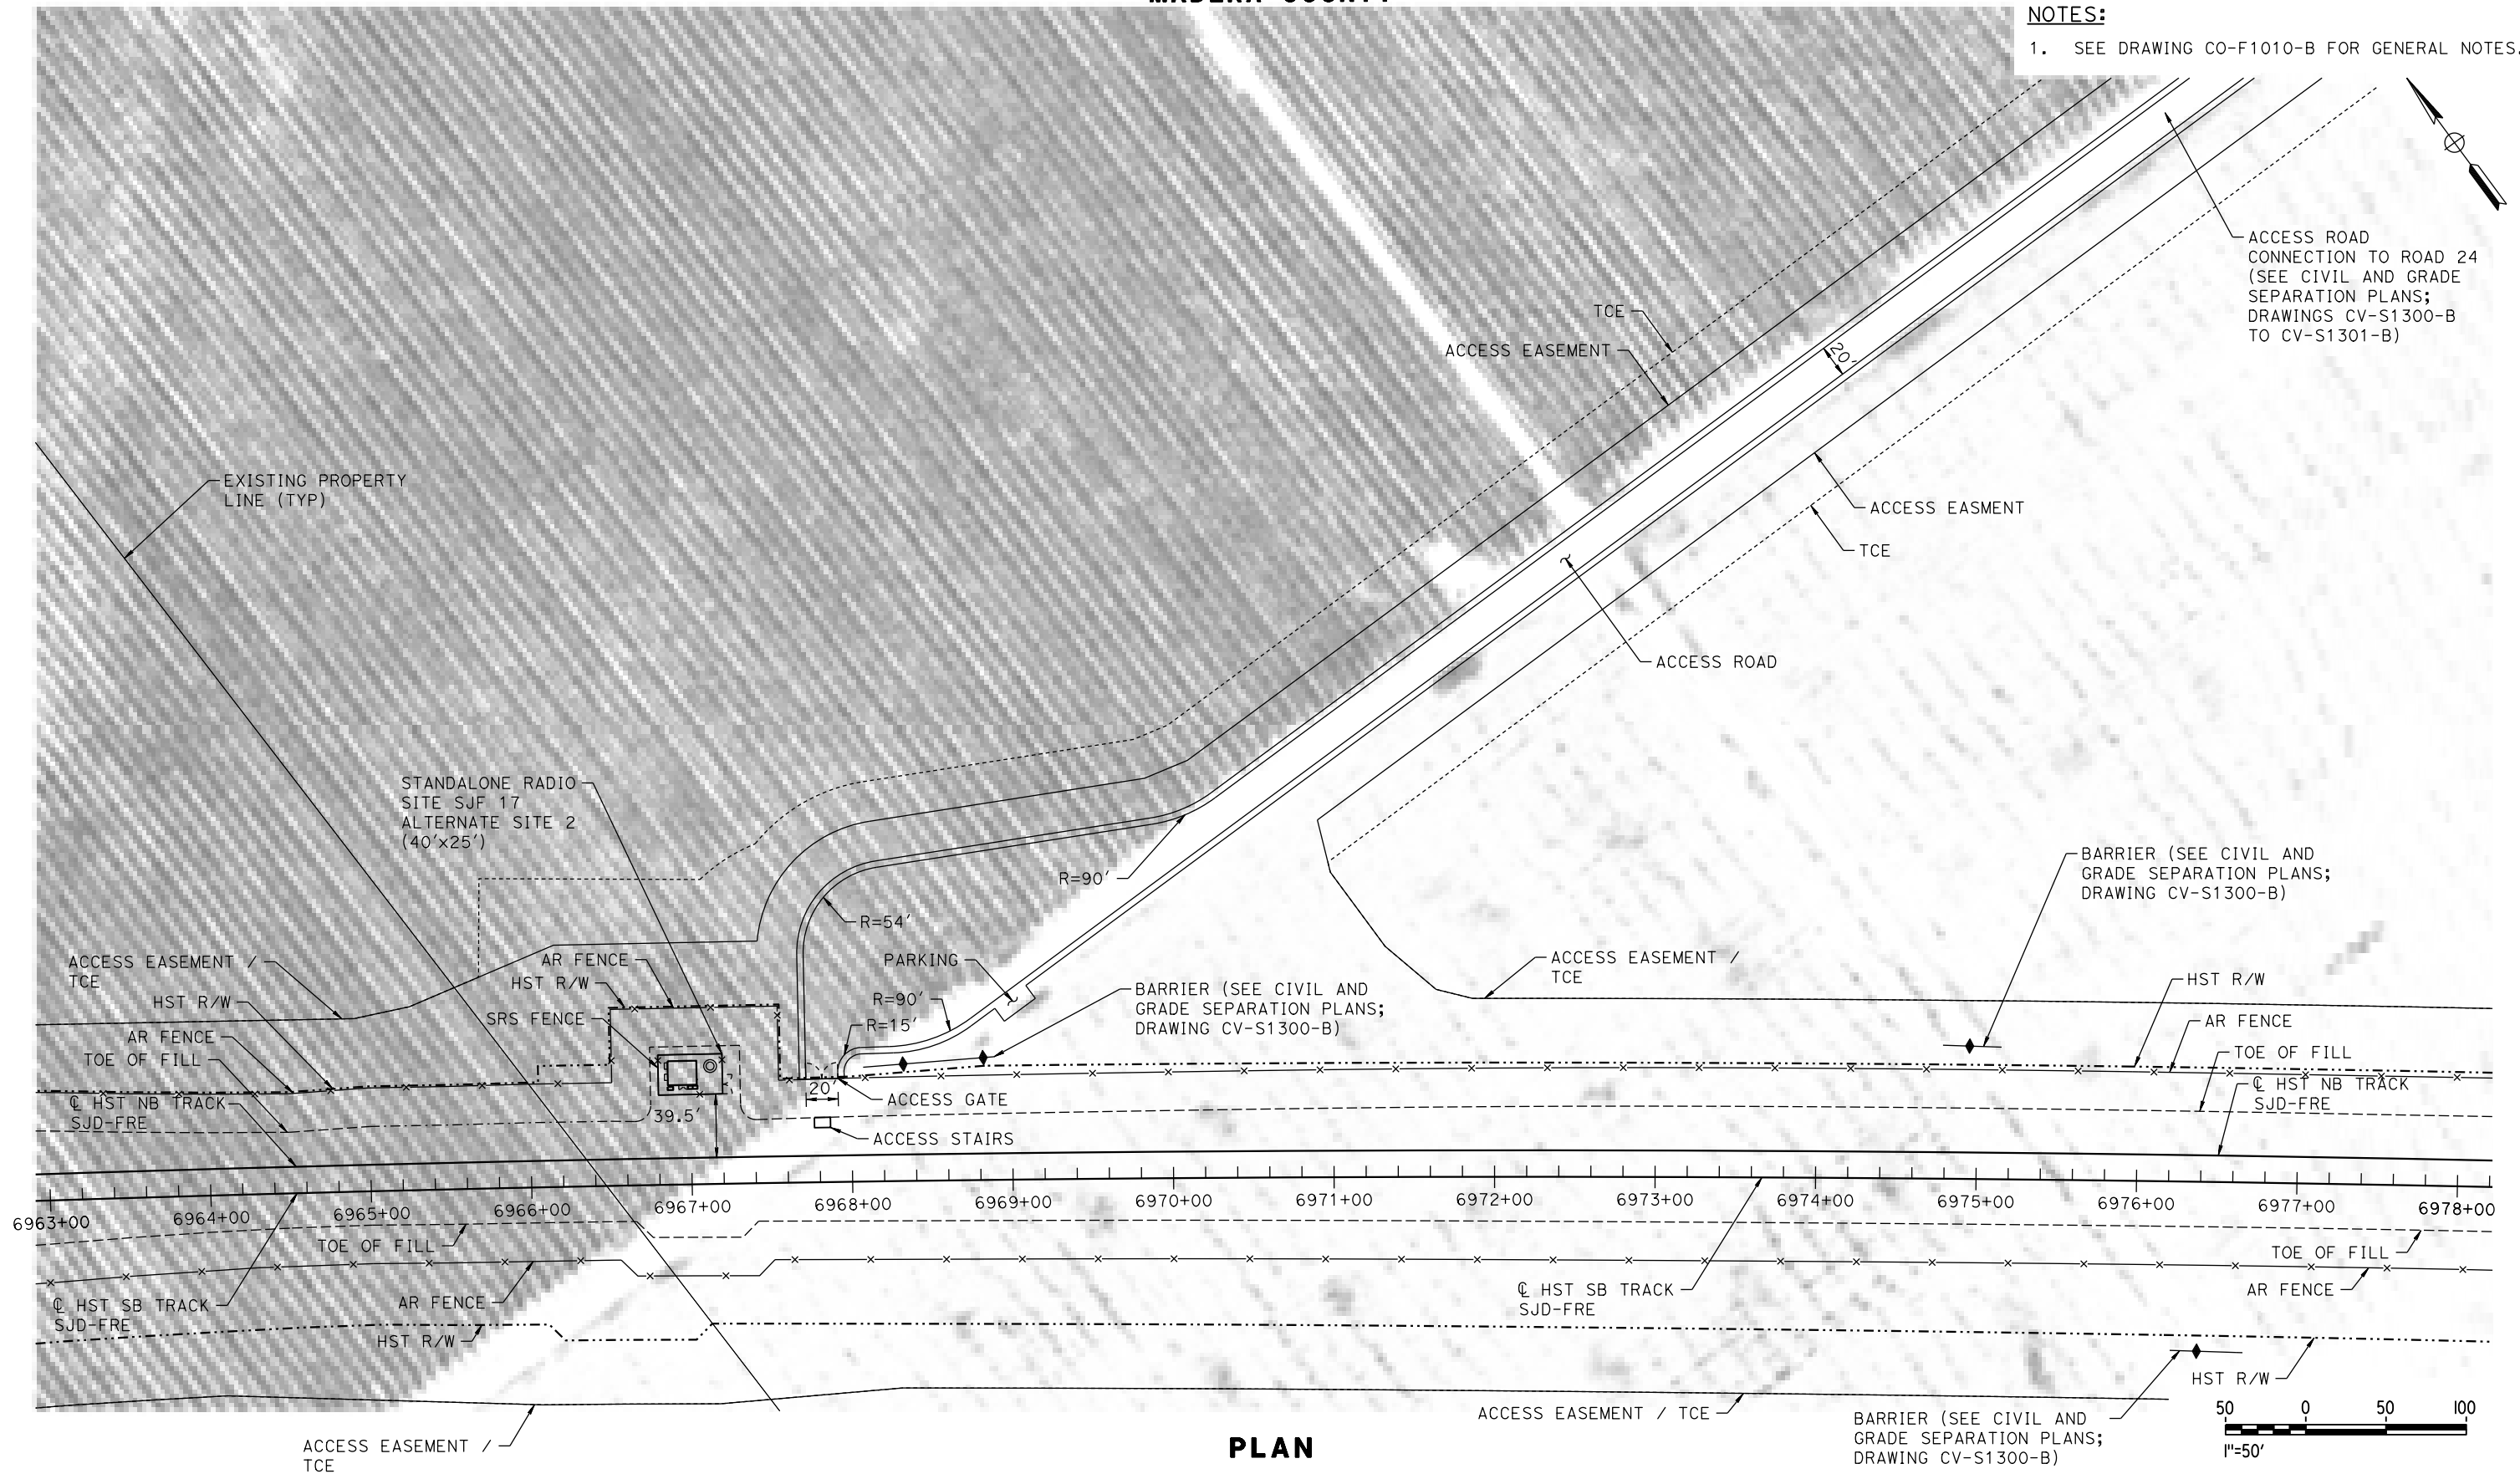 MADERA COUNTY
NOTES:
1. SEE DRAWING CO-F1010-B FOR GENERAL NOTES.
ACCESS ROAD
CONNECTION TO ROAD 24
(SEE CIVIL AND GRADE
SEPARATION PLANS;
DRAWINGS CV-S1300-B
TO CV-S1301-B)
TCE
ACCESS EASEMENT
20'
EXISTING PROPERTY
LINE (TYP)
ACCESS EASMENT
TCE
ACCESS ROAD
STANDALONE RADIO
SITE SJF 17
ALTERNATE SITE 2
(40'x25')
R=90'
R=54'
BARRIER (SEE CIVIL AND
GRADE SEPARATION PLANS;
DRAWING CV-S1300-B)
ACCESS EASEMENT /
TCE
HST R/W
AR FENCE
TOE OF FILL
℄ HST NB TRACK
SJD-FRE
AR FENCE
HST R/W
SRS FENCE
PARKING
R=90'
R=15'
BARRIER (SEE CIVIL AND
GRADE SEPARATION PLANS;
DRAWING CV-S1300-B)
ACCESS EASEMENT /
TCE
HST R/W
AR FENCE
TOE OF FILL
℄ HST NB TRACK
SJD-FRE
20'
39.5'
ACCESS GATE
ACCESS STAIRS
6963+00
6964+00
6965+00
6966+00
6967+00
6968+00
6969+00
6970+00
6971+00
6972+00
6973+00
6974+00
6975+00
6976+00
6977+00
6978+00
TOE OF FILL
℄ HST SB TRACK
SJD-FRE
AR FENCE
HST R/W
℄ HST SB TRACK
SJD-FRE
TOE OF FILL
AR FENCE
HST R/W
ACCESS EASEMENT /
TCE
PLAN
ACCESS EASEMENT / TCE
BARRIER (SEE CIVIL AND
GRADE SEPARATION PLANS;
DRAWING CV-S1300-B)
50 0 50 100
1"=50'